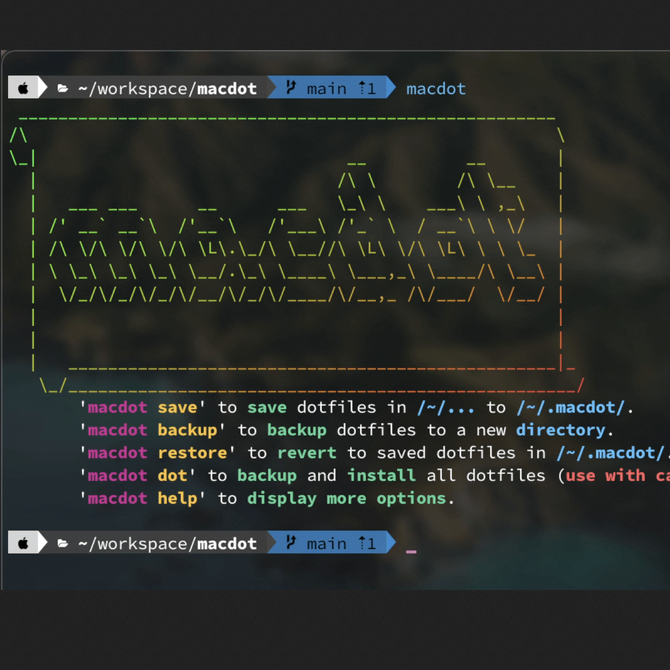 ~/workspace/macdot main ⇡1 macdot
macdot
'macdot save' to save dotfiles in /~/... to /~/.macdot/.
'macdot backup' to backup dotfiles to a new directory.
'macdot restore' to revert to saved dotfiles in /~/.macdot/.
'macdot dot' to backup and install all dotfiles (use with ca
'macdot help' to display more options.
~/workspace/macdot main ⇡1